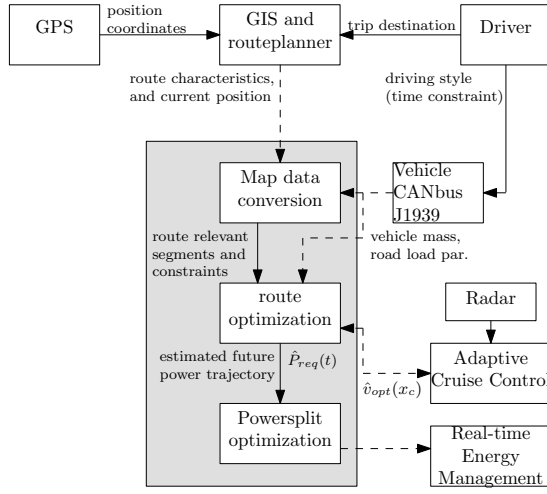 GPS
position
coordinates
GIS and
routeplanner
trip destination
Driver
route characteristics,
and current position
driving style
(time constraint)
Map data
conversion
Vehicle
CANbus
J1939
route relevant
segments and
constraints
vehicle mass,
road load par.
route
optimization
Radar
estimated future
power trajectory
P̂req(t)
v̂opt(xc)
Adaptive
Cruise Control
Powersplit
optimization
Real-time
Energy
Management